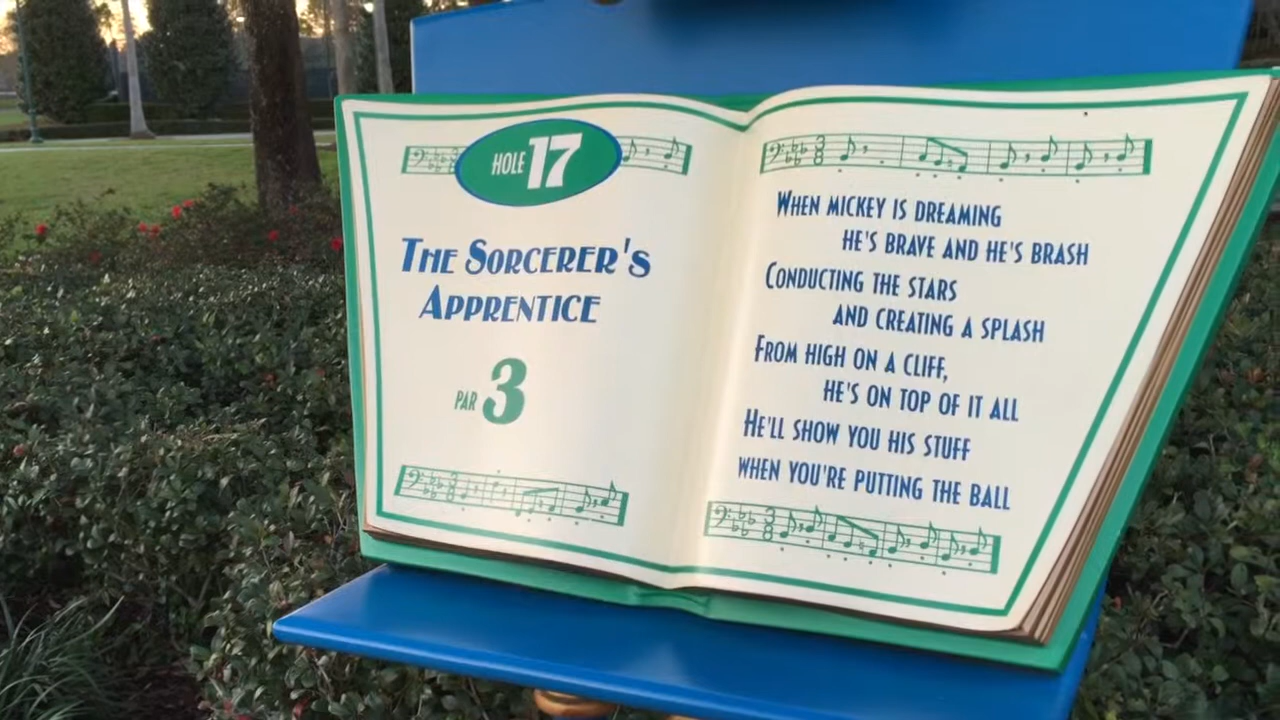 HOLE 17
THE SORCERER'S
APPRENTICE
PAR 3
WHEN MICKEY IS DREAMING
HE'S BRAVE AND HE'S BRASH
CONDUCTING THE STARS
AND CREATING A SPLASH
FROM HIGH ON A CLIFF,
HE'S ON TOP OF IT ALL
HE'LL SHOW YOU HIS STUFF
WHEN YOU'RE PUTTING THE BALL